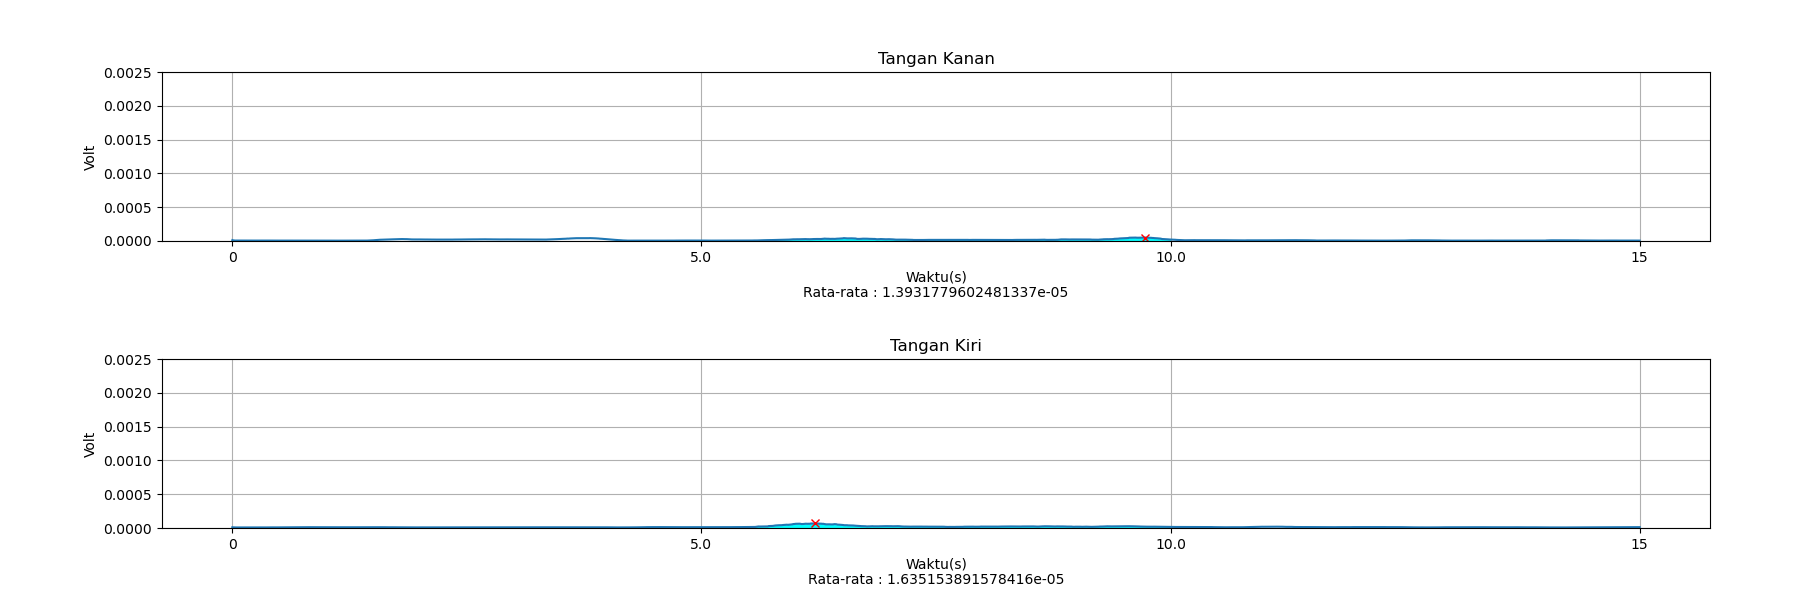 Tangan Kanan
0.0025
0.0020
0.0015
0.0010
0.0005
0.0000
Volt
0 5.0 10.0 15
Waktu(s)
Rata-rata : 1.3931779602481337e-05
Tangan Kiri
0.0025
0.0020
0.0015
0.0010
0.0005
0.0000
Volt
0 5.0 10.0 15
Waktu(s)
Rata-rata : 1.635153891578416e-05